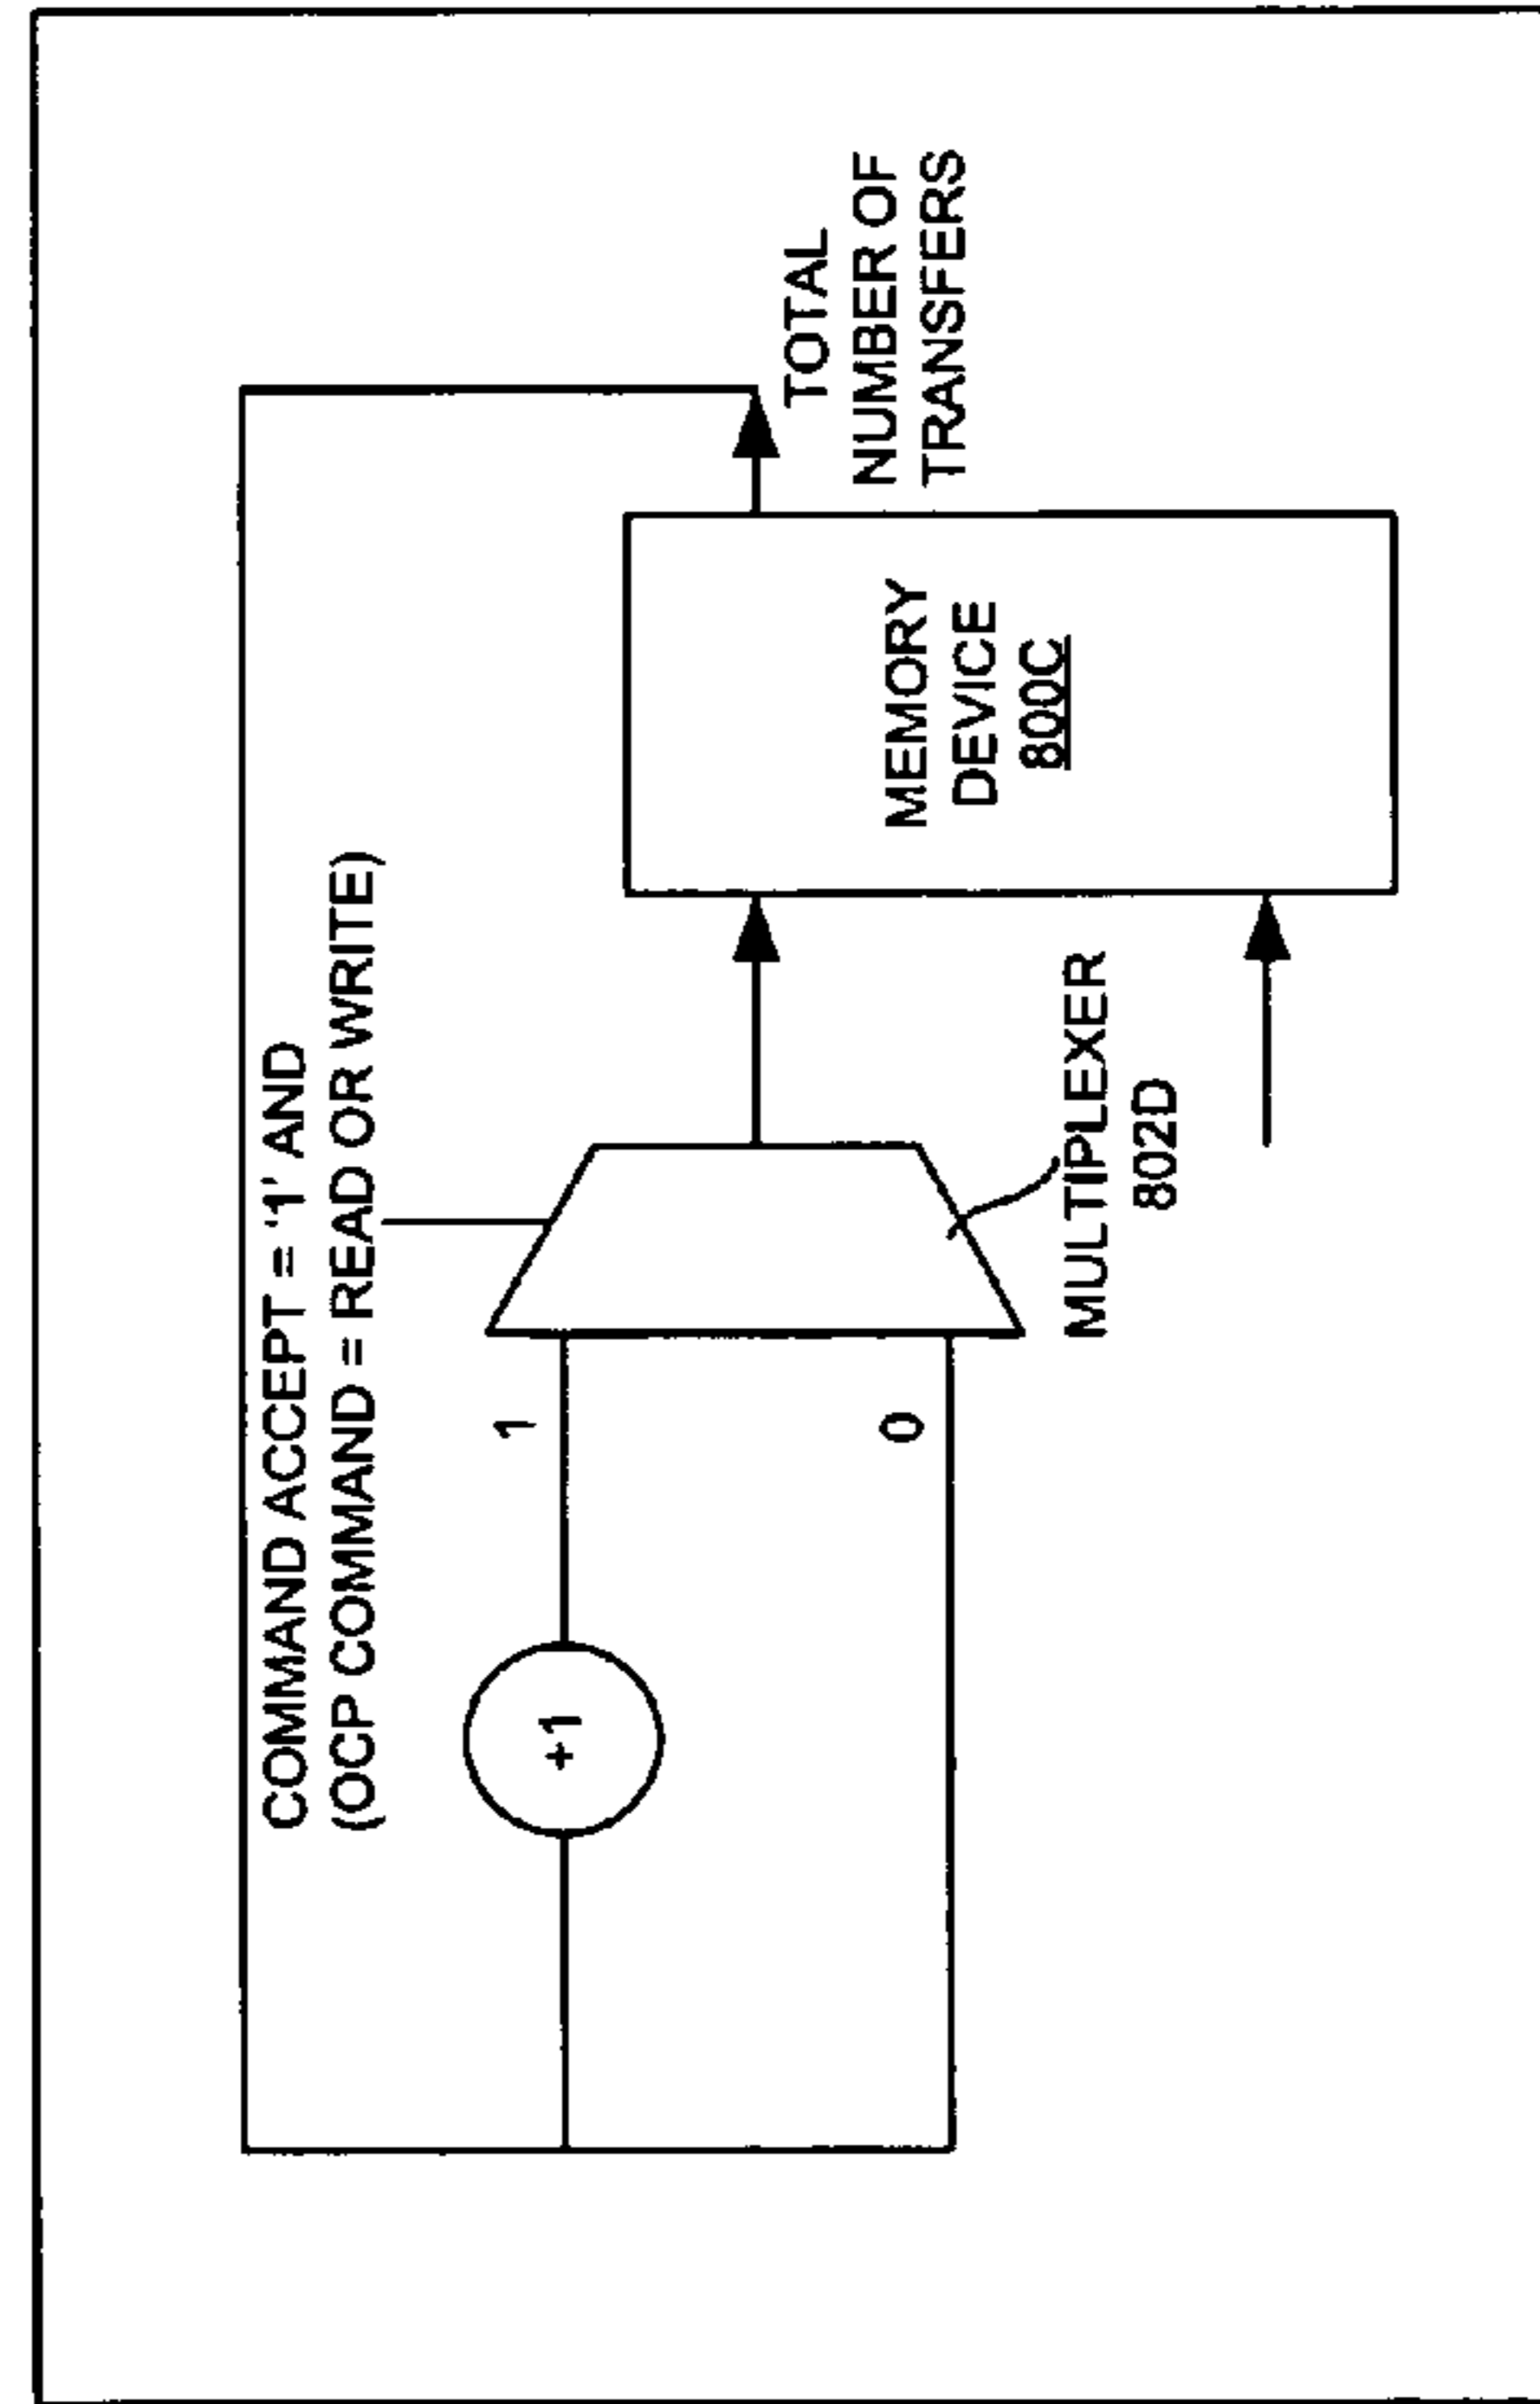 COMMAND ACCEPT = '1' AND
(OCP COMMAND = READ OR WRITE)
+1
1
0
MULTIPLEXER
802D
MEMORY
DEVICE
800C
TOTAL
NUMBER OF
TRANSFERS